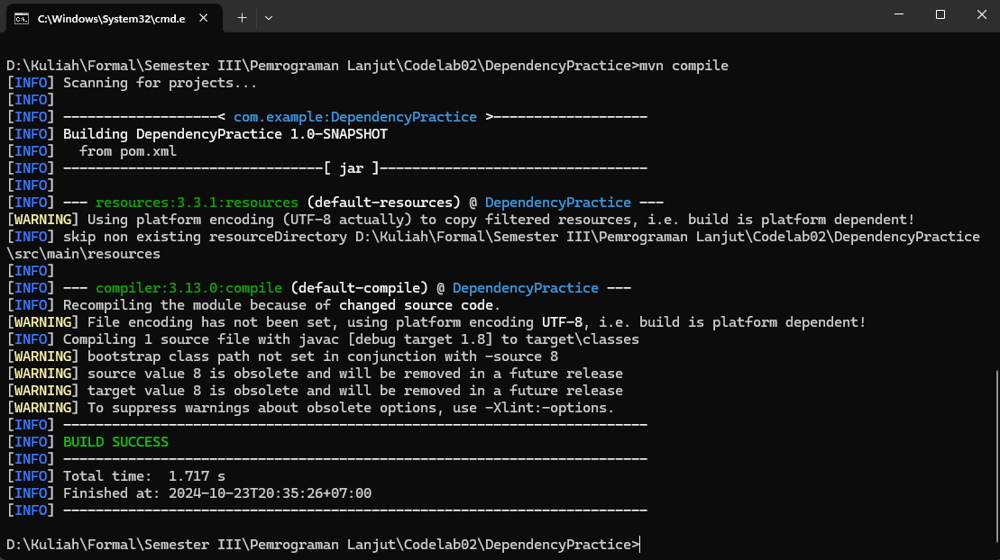 C:\Windows\System32\cmd.e
D:\Kuliah\Formal\Semester III\Pemrograman Lanjut\Codelab02\DependencyPractice>mvn compile
[INFO] Scanning for projects...
[INFO]
[INFO] -------------------< com.example:DependencyPractice >-------------------
[INFO] Building DependencyPractice 1.0-SNAPSHOT
[INFO]   from pom.xml
[INFO] --------------------------------[ jar ]---------------------------------
[INFO]
[INFO] --- resources:3.3.1:resources (default-resources) @ DependencyPractice ---
[WARNING] Using platform encoding (UTF-8 actually) to copy filtered resources, i.e. build is platform dependent!
[INFO] skip non existing resourceDirectory D:\Kuliah\Formal\Semester III\Pemrograman Lanjut\Codelab02\DependencyPractice
\src\main\resources
[INFO]
[INFO] --- compiler:3.13.0:compile (default-compile) @ DependencyPractice ---
[INFO] Recompiling the module because of changed source code.
[WARNING] File encoding has not been set, using platform encoding UTF-8, i.e. build is platform dependent!
[INFO] Compiling 1 source file with javac [debug target 1.8] to target\classes
[WARNING] bootstrap class path not set in conjunction with -source 8
[WARNING] source value 8 is obsolete and will be removed in a future release
[WARNING] target value 8 is obsolete and will be removed in a future release
[WARNING] To suppress warnings about obsolete options, use -Xlint:-options.
[INFO] ------------------------------------------------------------------------
[INFO] BUILD SUCCESS
[INFO] ------------------------------------------------------------------------
[INFO] Total time:  1.717 s
[INFO] Finished at: 2024-10-23T20:35:26+07:00
[INFO] ------------------------------------------------------------------------
D:\Kuliah\Formal\Semester III\Pemrograman Lanjut\Codelab02\DependencyPractice>